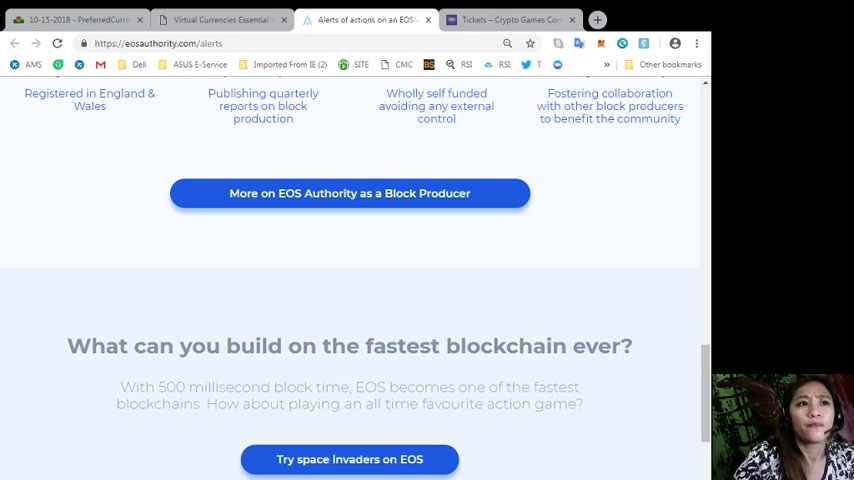 10-15-2018 - PreferredCurre
Virtual Currencies Essential t
Alerts of actions on an EOS
Tickets – Crypto Games Con
https://eosauthority.com/alerts
AMS
Dell
ASUS E-Service
Imported From IE (2)
SITE
CMC
BS
RSI
RSI
T
»
Other bookmarks
Registered in England &
Wales
Publishing quarterly
reports on block
production
Wholly self funded
avoiding any external
control
Fostering collaboration
with other block producers
to benefit the community
More on EOS Authority as a Block Producer
What can you build on the fastest blockchain ever?
With 500 millisecond block time, EOS becomes one of the fastest
blockchains. How about playing an all time favourite action game?
Try space invaders on EOS